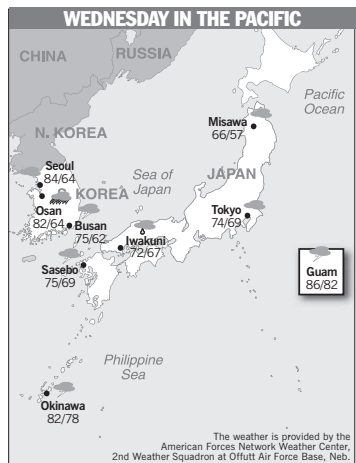 WEDNESDAY IN THE PACIFIC
CHINA
RUSSIA
Pacific
Ocean
Misawa
66/57
N. KOREA
Seoul
84/64
Sea of
Japan
JAPAN
KOREA
Osan
82/64
Busan
75/62
Tokyo
74/69
Iwakuni
72/67
Sasebo
75/69
Guam
86/82
Philippine
Sea
Okinawa
82/78
The weather is provided by the
American Forces Network Weather Center,
2nd Weather Squadron at Offutt Air Force Base, Neb.